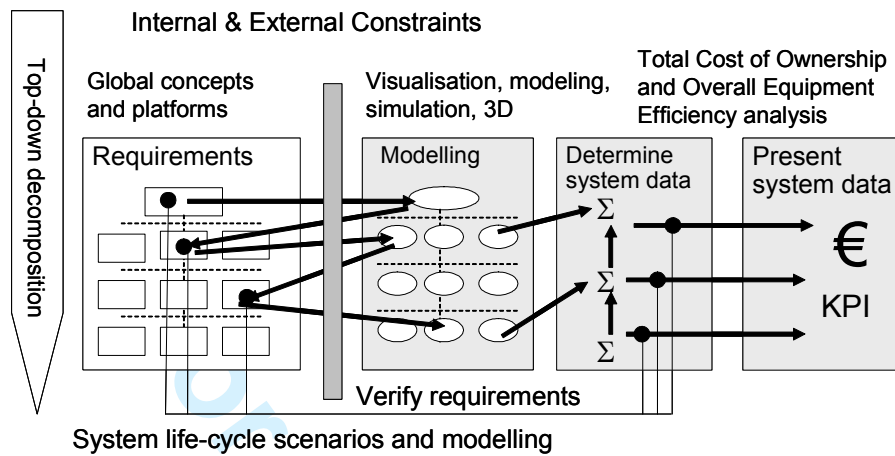 Internal & External Constraints
Top-down decomposition
Global concepts
and platforms
Visualisation, modeling,
simulation, 3D
Total Cost of Ownership
and Overall Equipment
Efficiency analysis
Requirements
Modelling
Determine
system data
Present
system data
Σ
Σ
Σ
€
KPI
Verify requirements
System life-cycle scenarios and modelling